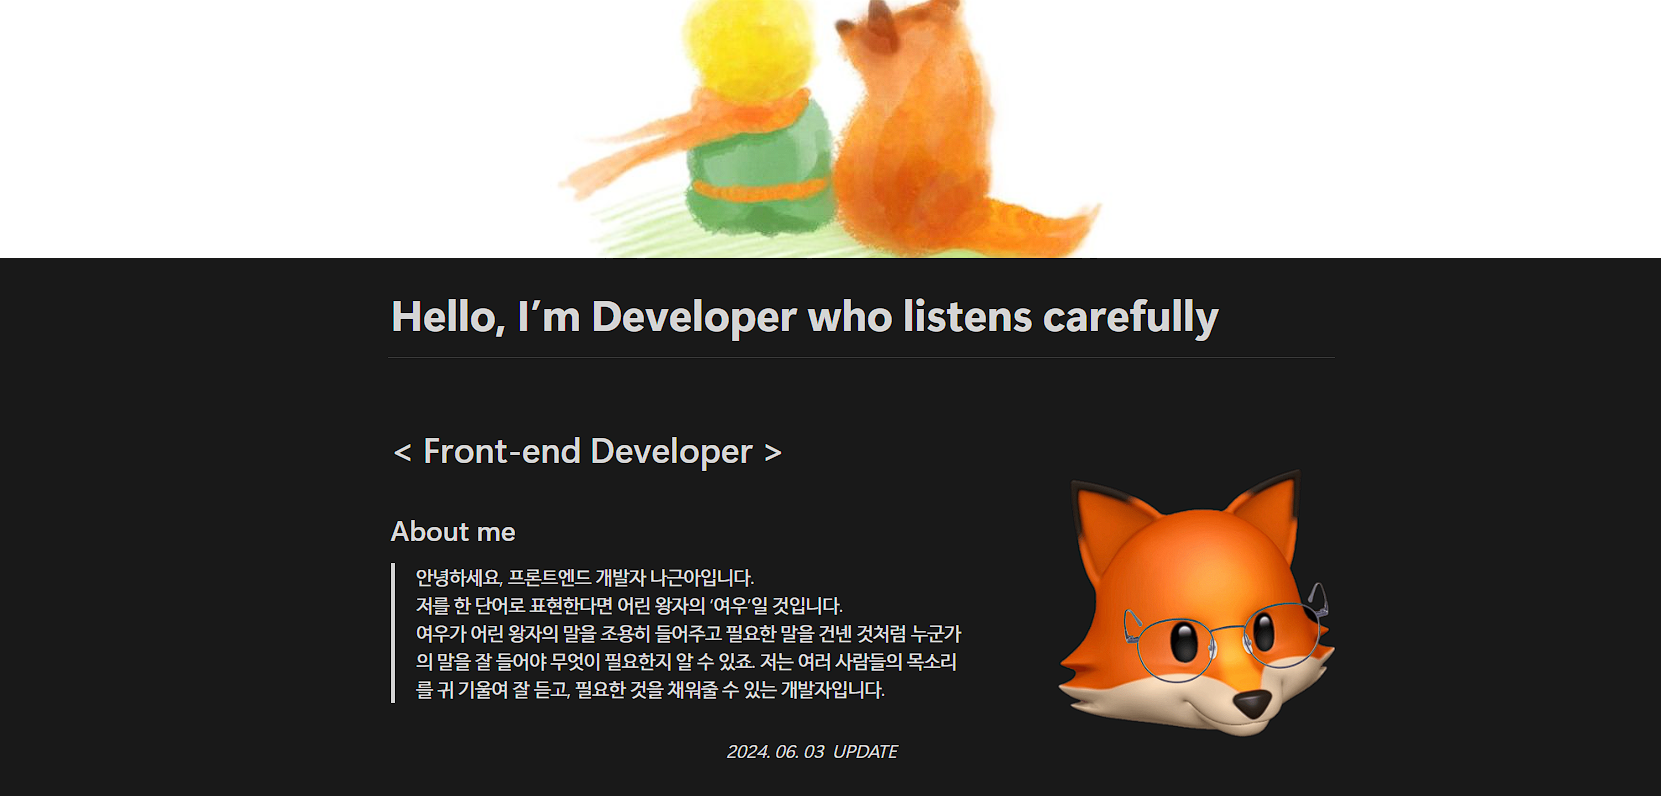 Hello, I’m Developer who listens carefully
< Front-end Developer >
About me
안녕하세요, 프론트엔드 개발자 나근아입니다.
저를 한 단어로 표현한다면 어린 왕자의 '여우'일 것입니다.
여우가 어린 왕자의 말을 조용히 들어주고 필요한 말을 건넨 것처럼 누군가
의 말을 잘 들어야 무엇이 필요한지 알 수 있죠. 저는 여러 사람들의 목소리
를 귀 기울여 잘 듣고, 필요한 것을 채워줄 수 있는 개발자입니다.
2024. 06. 03 UPDATE